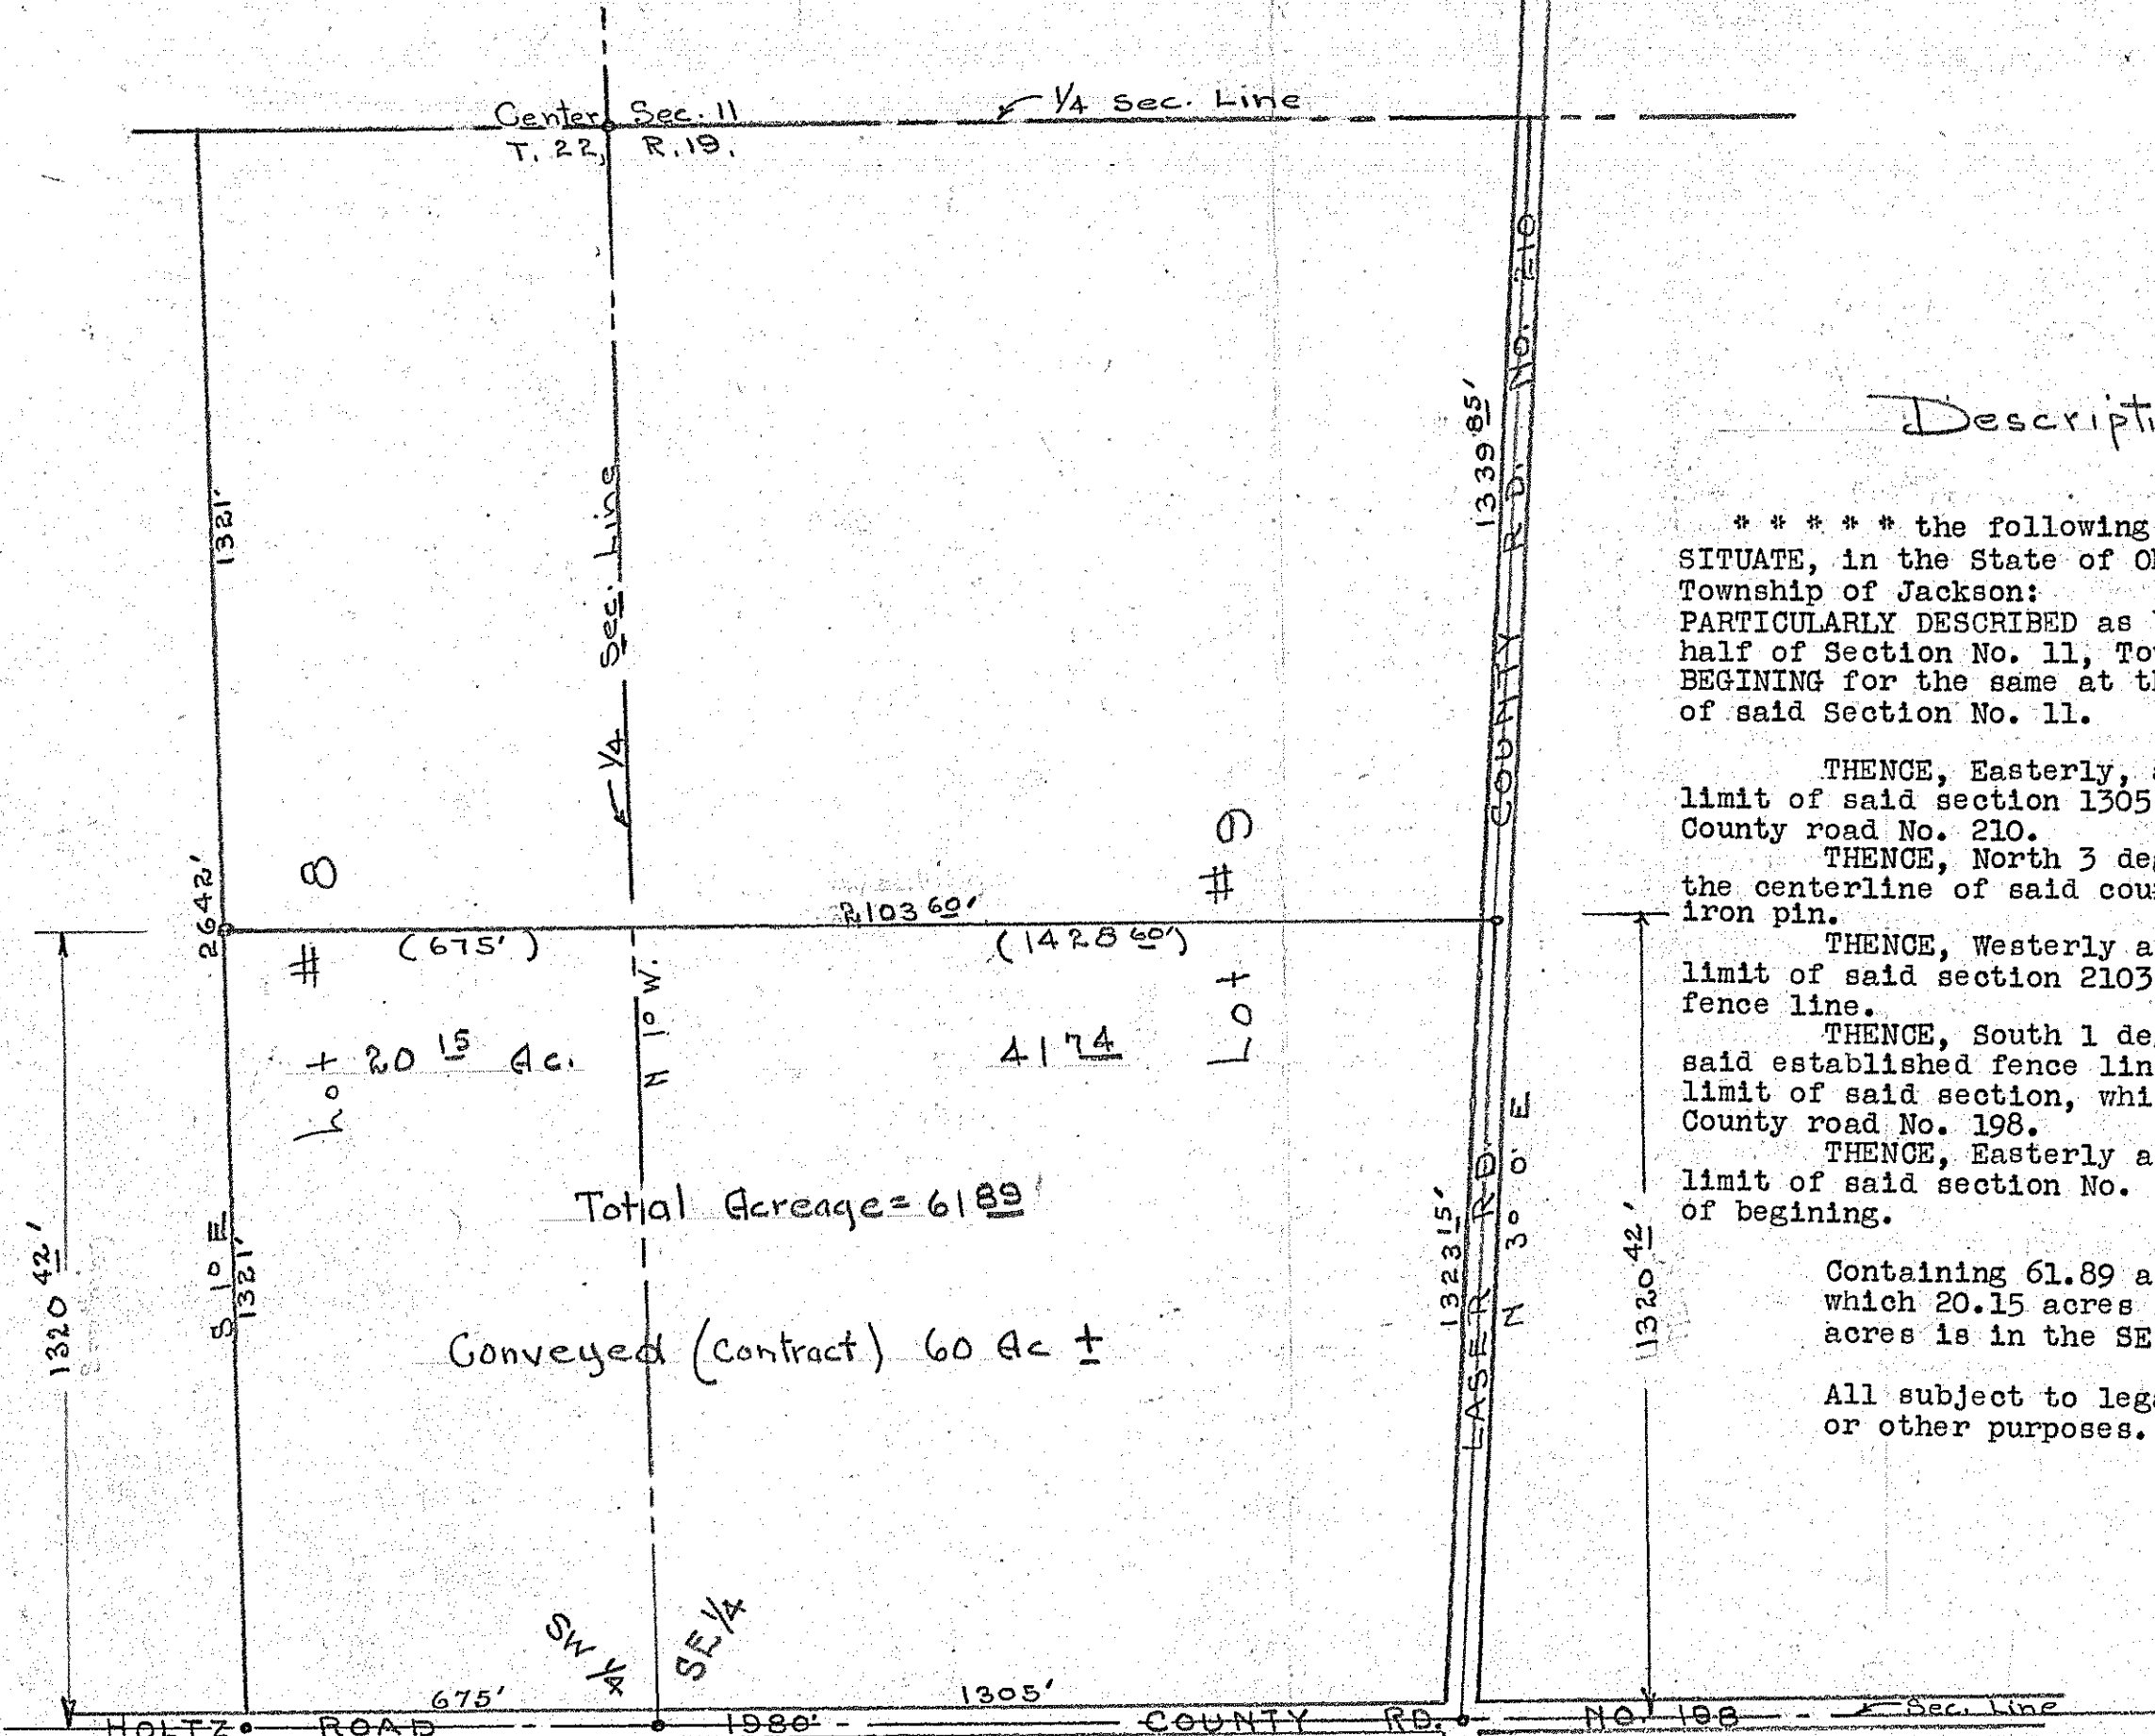 Center Sec. 11
T. 22, R. 19.
1/4 Sec. Line
COUNTY RD. NO. 210
1321'
1/4 Sec. Line
1339 85'
2642'
Lot # 8
2103 60'
(675')
(1428 60')
Lot # 9
N 1° W.
20 15 Ac.
41 74
Total Acreage = 61 89
Conveyed (Contract) 60 Ac ±
S 1° E
1321'
1320 42'
1323 15'
LASER RD
N 3° 0' E
1320 42'
SW 1/4
SE 1/4
675'
1305'
HOLTZ ROAD
1980'
COUNTY RD. NO. 198
Sec. Line
Descripti
* * * * * the following
SITUATE, in the State of O
Township of Jackson:
PARTICULARLY DESCRIBED as
half of Section No. 11, To
BEGINING for the same at t
of said Section No. 11.
THENCE, Easterly, a
limit of said section 1305
County road No. 210.
THENCE, North 3 deg
the centerline of said cou
iron pin.
THENCE, Westerly a
limit of said section 2103
fence line.
THENCE, South 1 de
said established fence lin
limit of said section, whi
County road No. 198.
THENCE, Easterly a
limit of said section No.
of begining.
Containing 61.89 a
which 20.15 acres
acres is in the SE
All subject to lega
or other purposes.